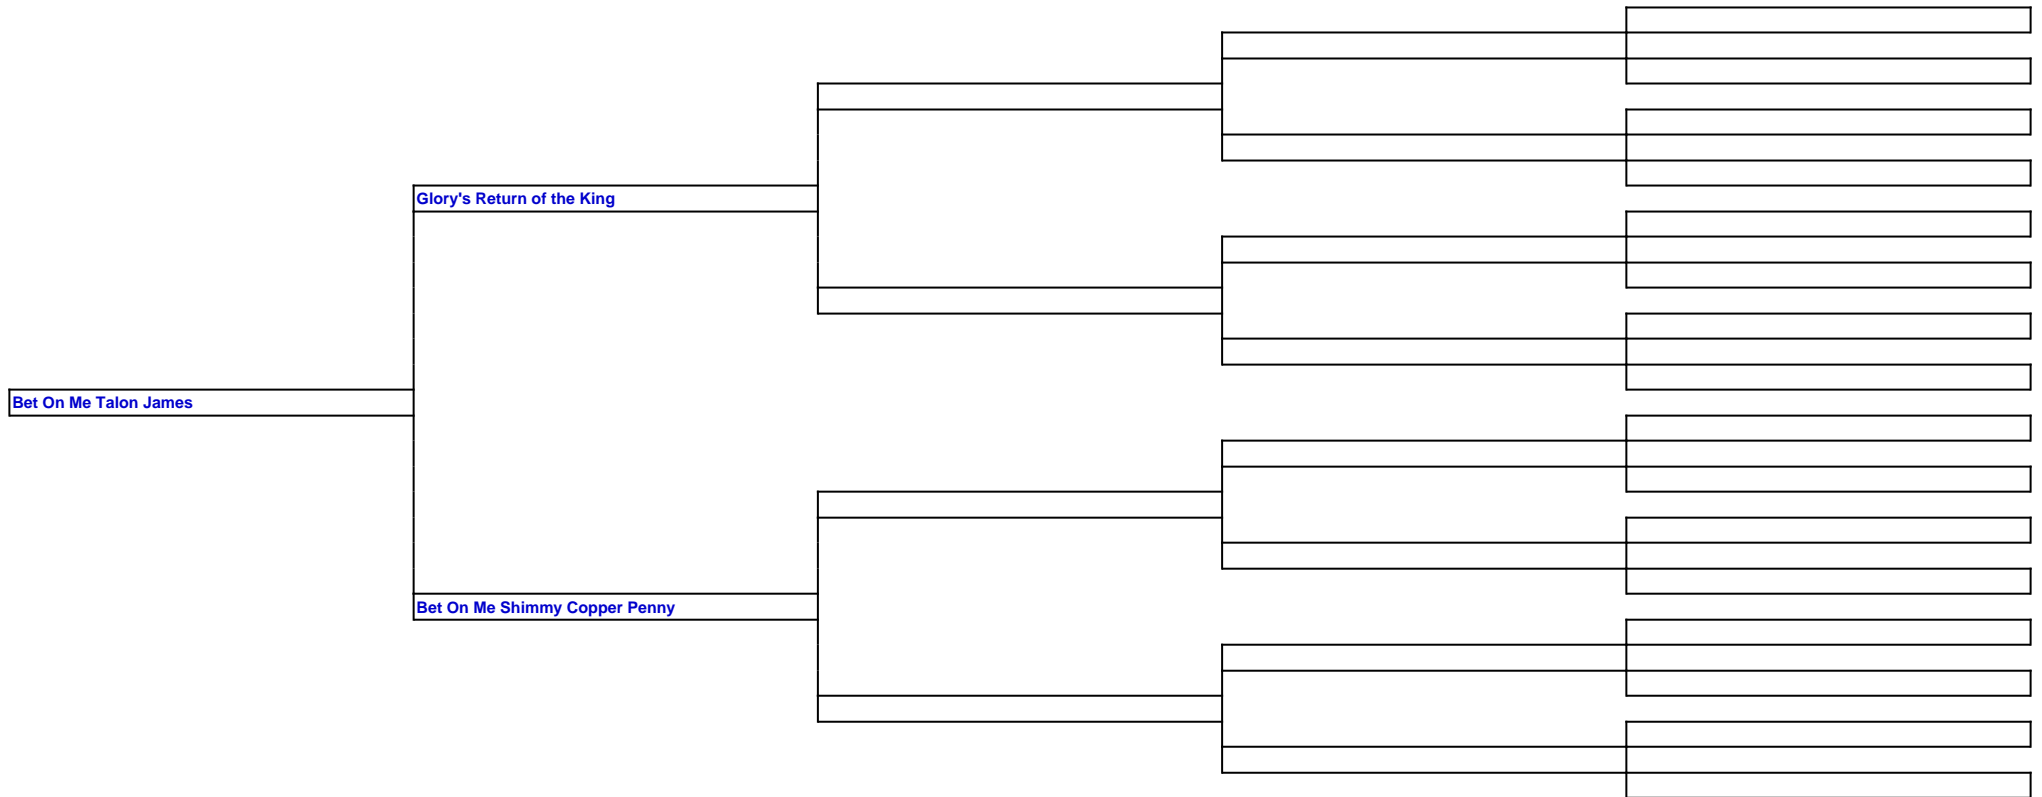 Glory's Return of the King
Bet On Me Talon James
Bet On Me Shimmy Copper Penny